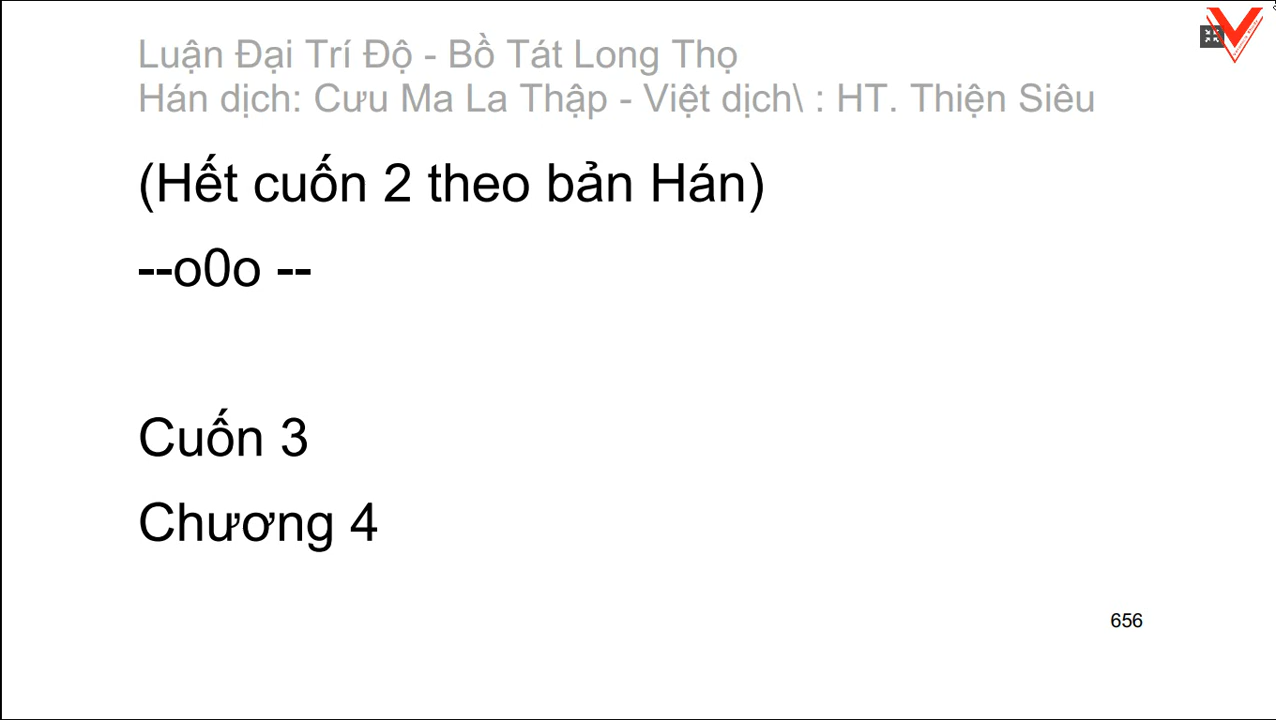 Luận Đại Trí Độ - Bồ Tát Long Thọ
Hán dịch: Cưu Ma La Thập - Việt dịch\ : HT. Thiện Siêu
(Hết cuốn 2 theo bản Hán)
--o0o --
Cuốn 3
Chương 4
656